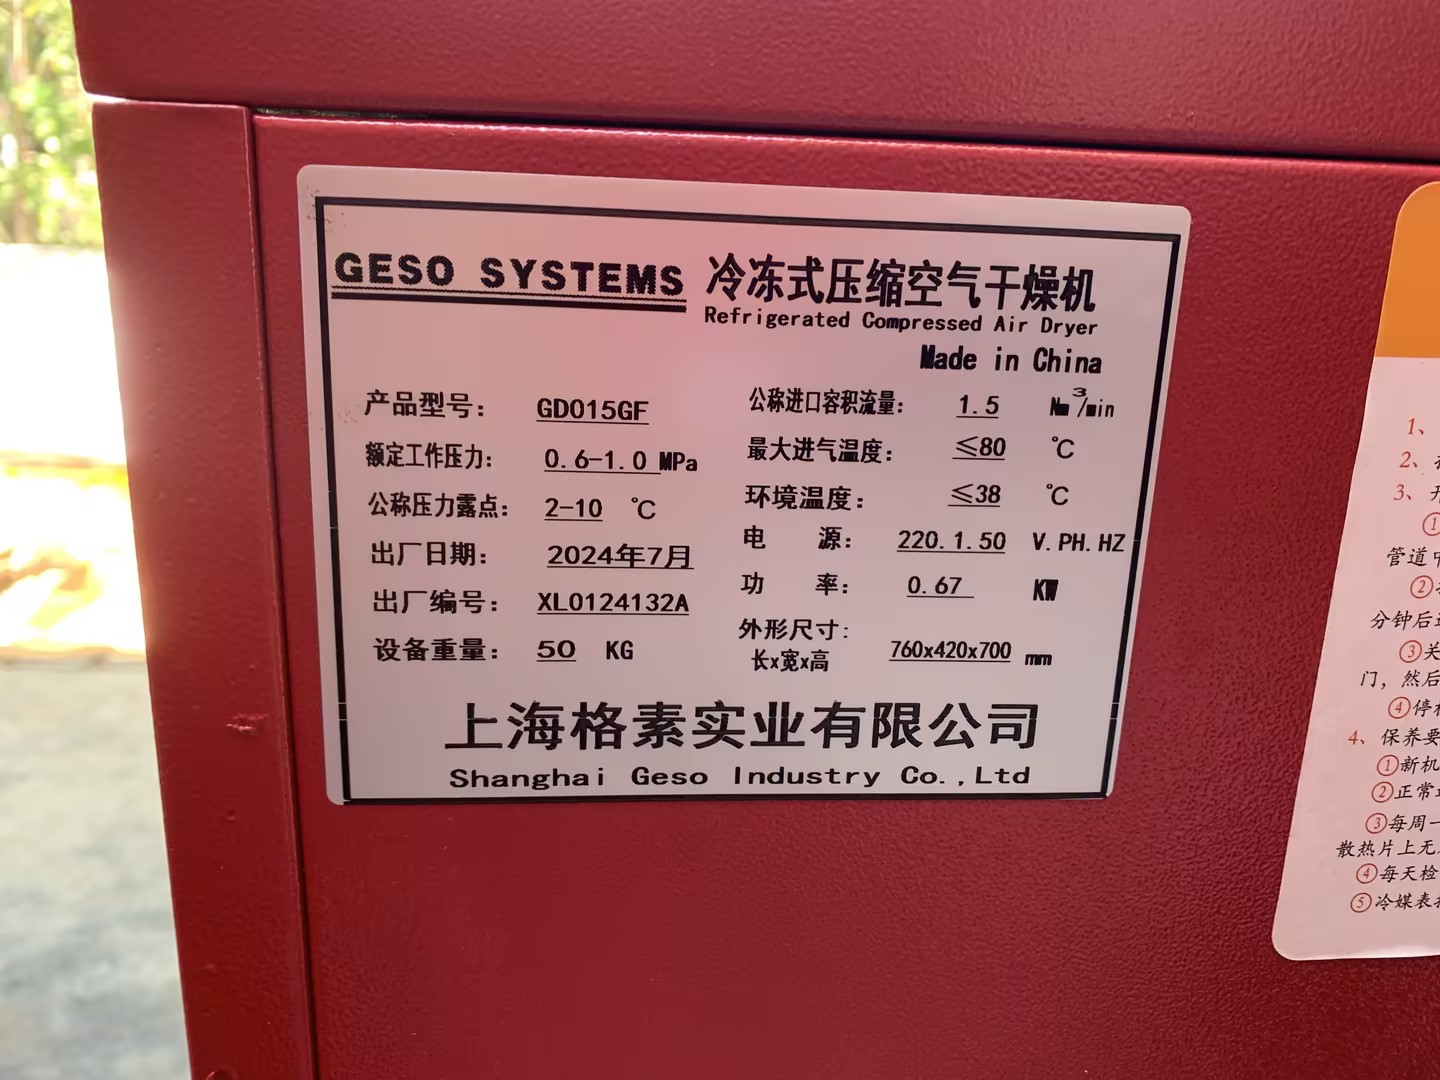 GESO SYSTEMS 冷冻式压缩空气干燥机
Refrigerated Compressed Air Dryer
Made in China
产品型号: GD015GF
额定工作压力: 0.6-1.0 MPa
公称压力露点: 2-10 ℃
出厂日期: 2024年7月
出厂编号: XL0124132A
设备重量: 50 KG
公称进口容积流量: 1.5 Nm³/min
最大进气温度: ≤80 ℃
环境温度: ≤38 ℃
电 源: 220.1.50 V.PH.HZ
功 率: 0.67 KW
外形尺寸:
长x宽x高 760x420x700 mm
上海格素实业有限公司
Shanghai Geso Industry Co.,Ltd
1、
2、
3、
①
管道
②
分钟后
③关
门，然后
④停
4、保养要
①新机
②正常
③每周一
散热片上无
④每天检
⑤冷媒表